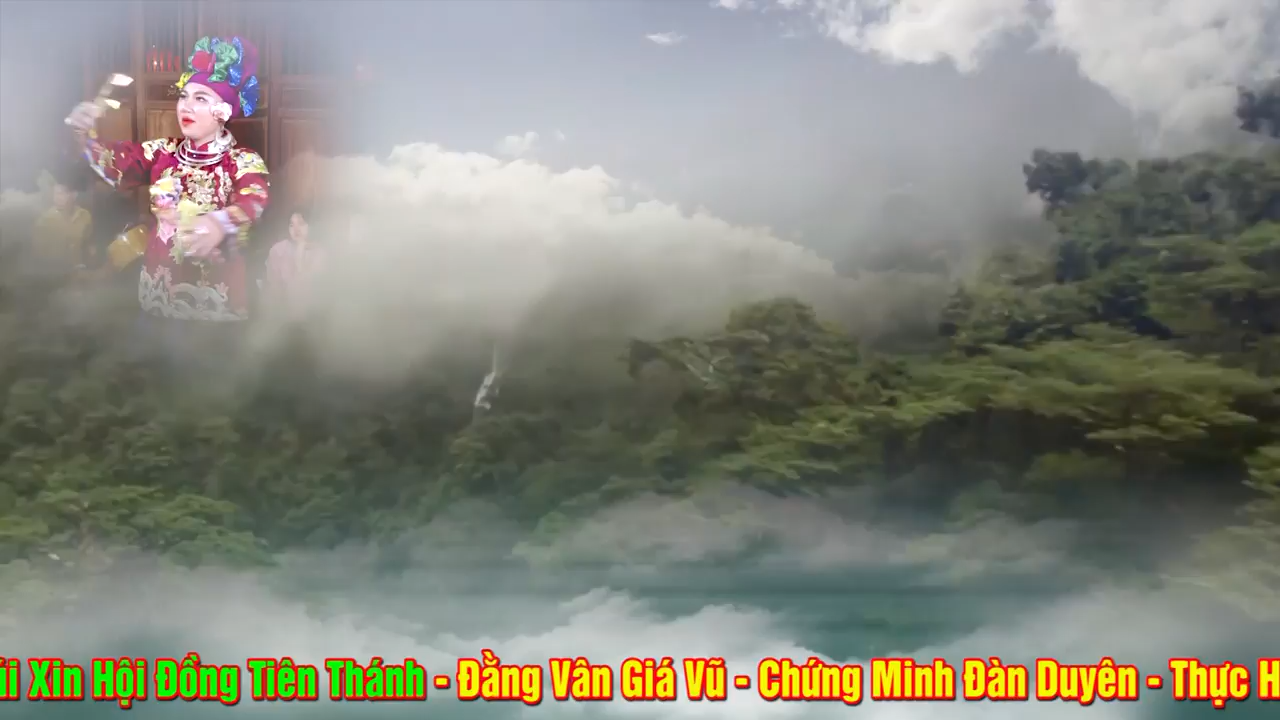 Xin Hội Đồng Tiên Thánh - Đằng Vân Giá Vũ - Chứng Minh Đàn Duyên - Thực